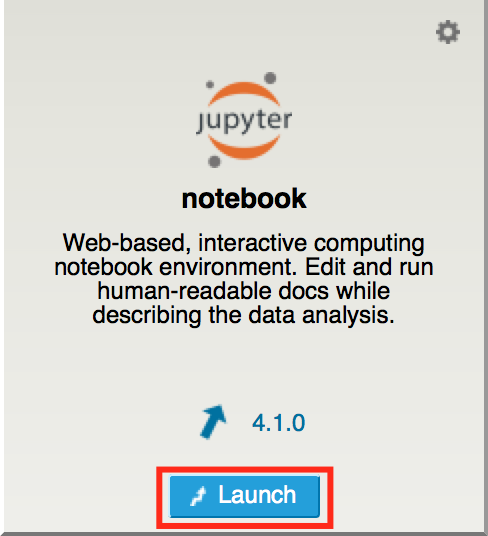 jupyter
notebook
Web-based, interactive computing
notebook environment. Edit and run
human-readable docs while
describing the data analysis.
4.1.0
Launch